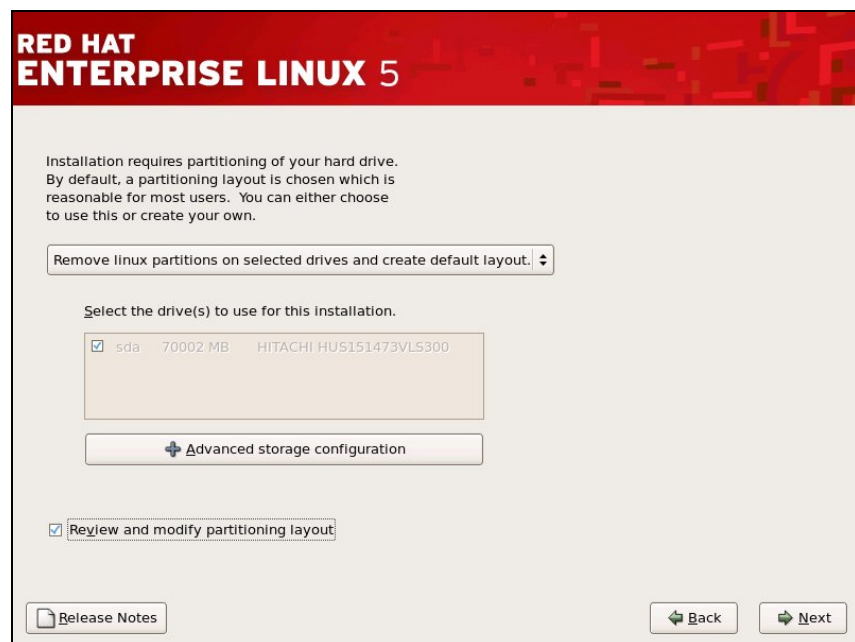 RED HAT
ENTERPRISE LINUX 5
Installation requires partitioning of your hard drive.
By default, a partitioning layout is chosen which is
reasonable for most users.  You can either choose
to use this or create your own.
Remove linux partitions on selected drives and create default layout.
Select the drive(s) to use for this installation.
sda 70002 MB HITACHI HUS151473VLS300
Advanced storage configuration
Review and modify partitioning layout
Release Notes
Back
Next